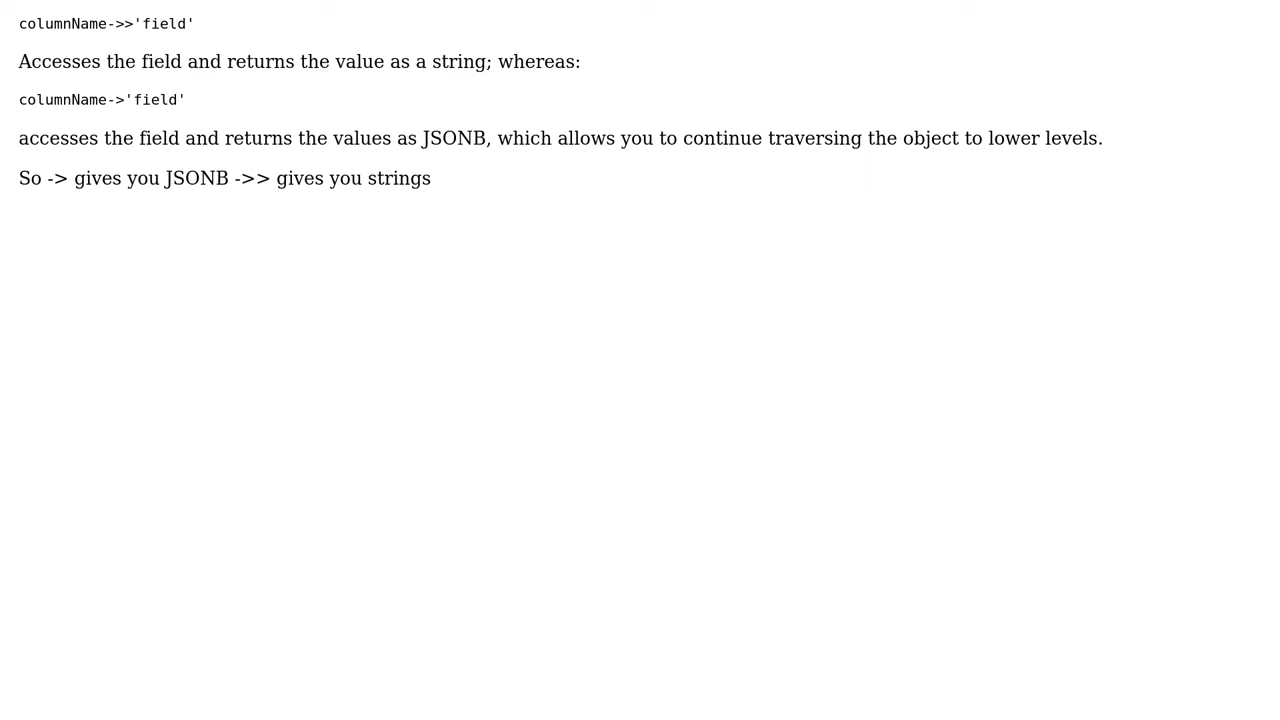 columnName->>'field'
Accesses the field and returns the value as a string; whereas:
columnName->'field'
accesses the field and returns the values as JSONB, which allows you to continue traversing the object to lower levels.
So -> gives you JSONB ->> gives you strings